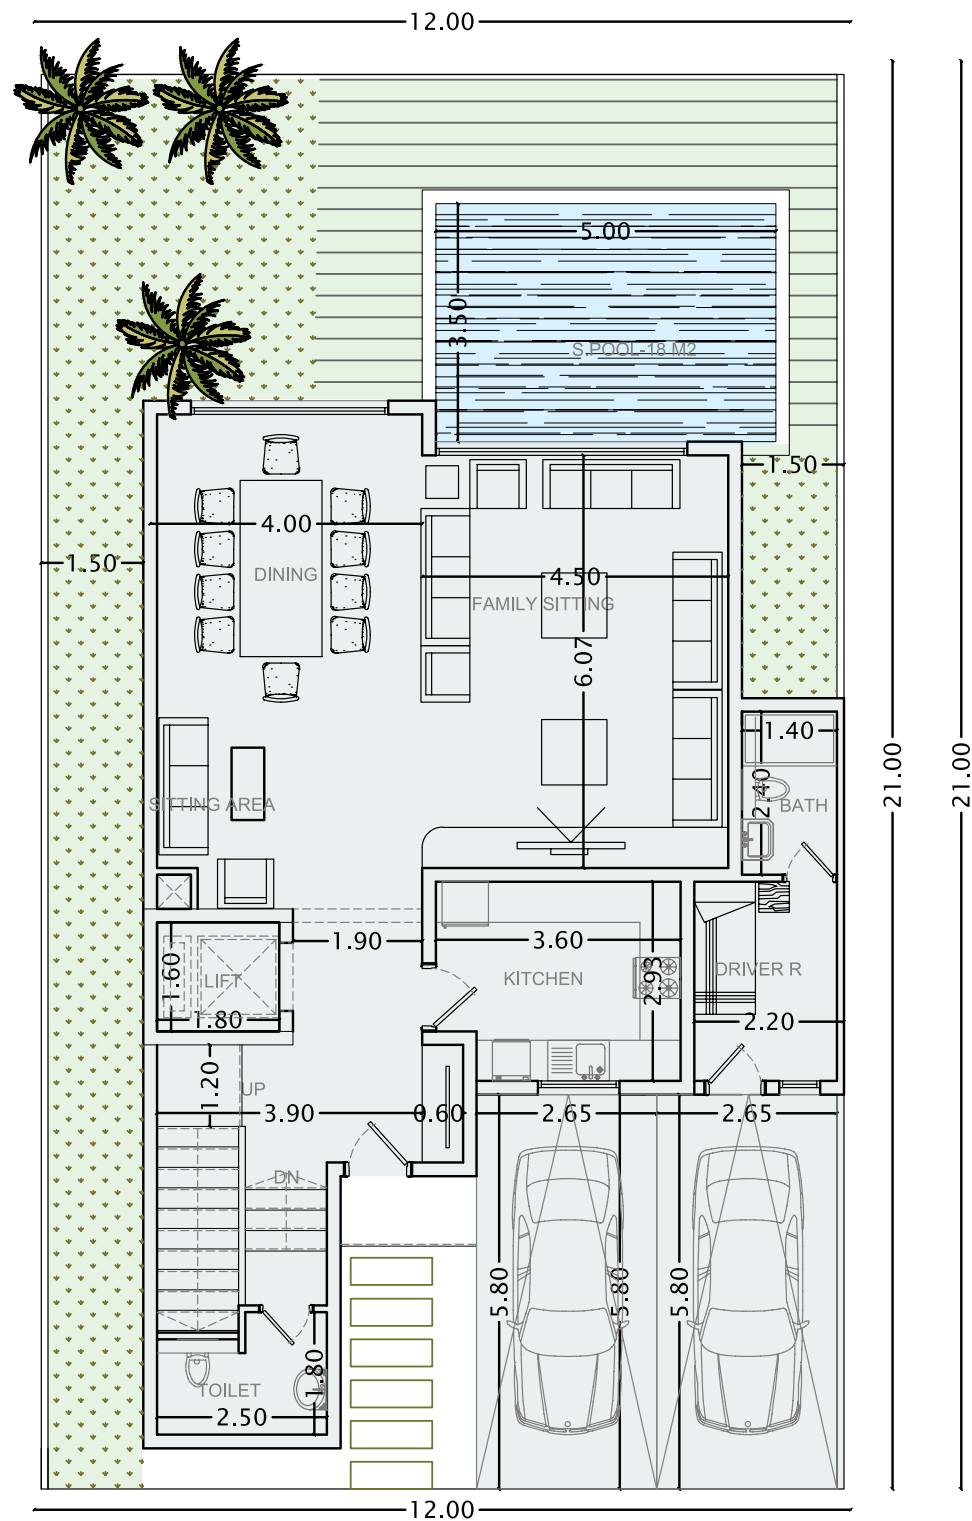 12.00
5.00
3.50
S.POOL-18 M2
1.50
4.00
1.50
DINING
4.50
FAMILY SITTING
6.07
1.40
2.40
BATH
21.00
21.00
SITTING AREA
1.90
3.60
1.60
LIFT
KITCHEN
2.93
DRIVER R
1.80
2.20
1.20
UP
3.90
0.60
2.65
2.65
DN
5.80
5.80
5.80
1.80
TOILET
2.50
12.00